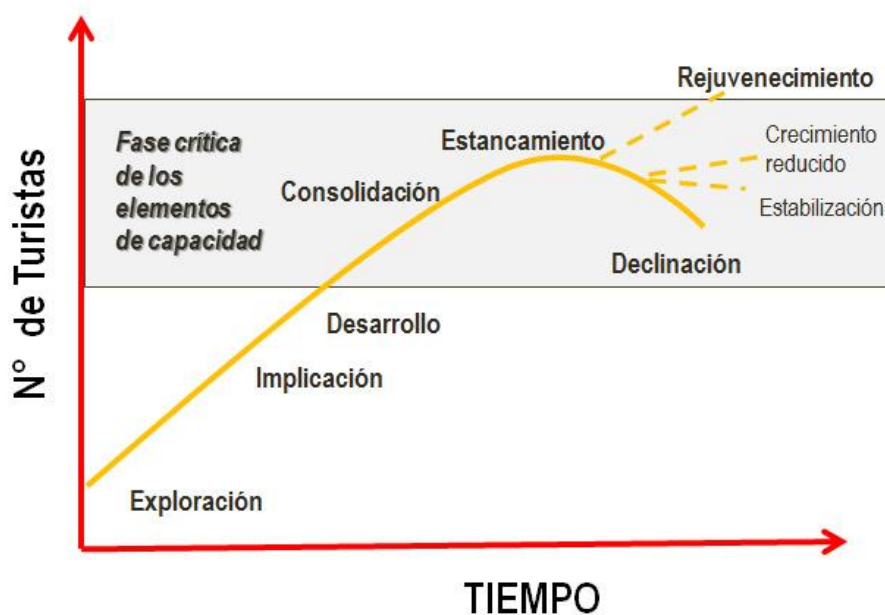 Rejuvenecimiento
Fase crítica
de los
elementos
de capacidad
Estancamiento
Crecimiento
reducido
Consolidación
Estabilización
Declinación
Desarrollo
Implicación
Exploración
N° de Turistas
TIEMPO